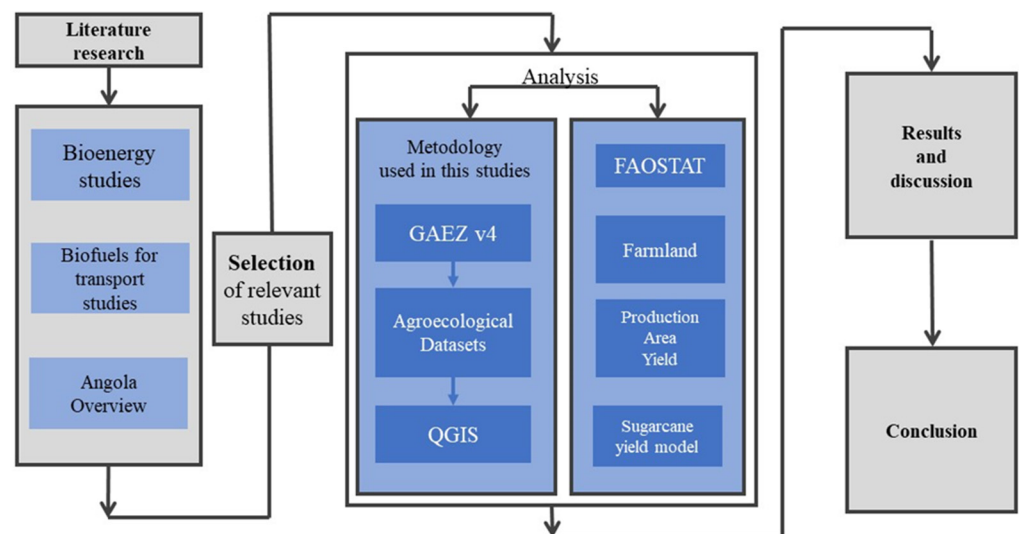 Literature
research
Bioenergy
studies
Biofuels for
transport
studies
Angola
Overview
Selection
of relevant
studies
Analysis
Metodology
used in this studies
GAEZ v4
Agroecological
Datasets
QGIS
FAOSTAT
Farmland
Production
Area
Yield
Sugarcane
yield model
Results
and
discussion
Conclusion